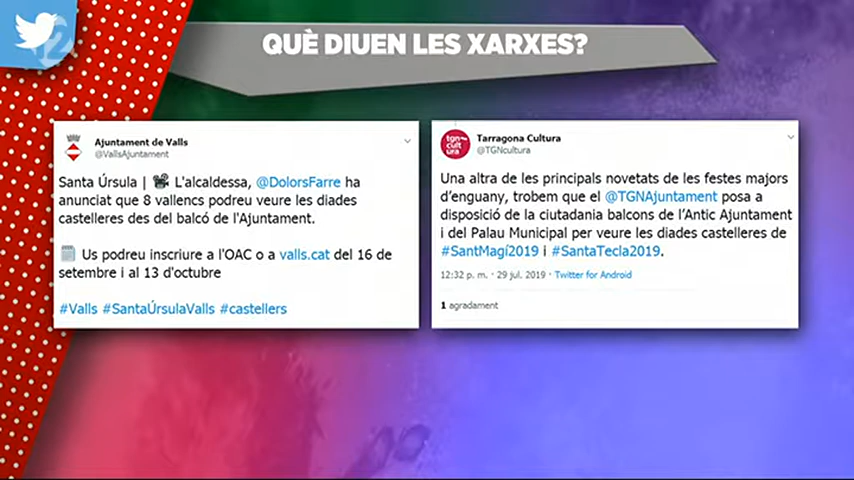 QUÈ DIUEN LES XARXES?
Ajuntament de Valls
@VallsAjuntament
Santa Úrsula | L'alcaldessa, @DolorsFarre ha
anunciat que 8 vallencs podreu veure les diades
castelleres des del balcó de l'Ajuntament.
Us podreu inscriure a l'OAC o a valls.cat del 16 de
setembre i al 13 d'octubre
#Valls #SantaÚrsulaValls #castellers
tgn
cult
ura
Tarragona Cultura
@TGNcultura
Una altra de les principals novetats de les festes majors
d'enguany, trobem que el @TGNAjuntament posa a
disposició de la ciutadania balcons de l'Antic Ajuntament
i del Palau Municipal per veure les diades castelleres de
#SantMagí2019 i #SantaTecla2019.
12:32 p. m. · 29 jul. 2019 · Twitter for Android
1 agradament